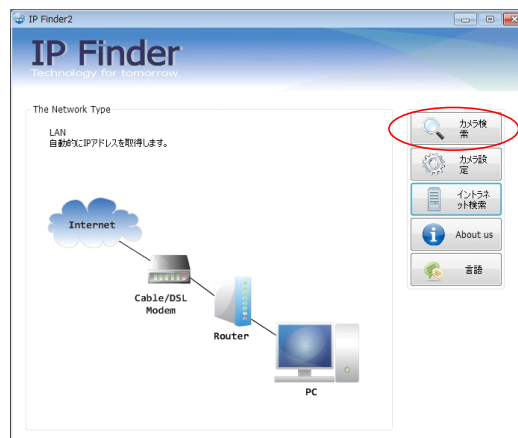 IP Finder2
IP Finder
Technology for tomorrow
The Network Type
LAN
自動的にIPアドレスを取得します。
Internet
Cable/DSL
Modem
Router
PC
カメラ検
索
カメラ設
定
イントラネ
ット検索
About us
言語